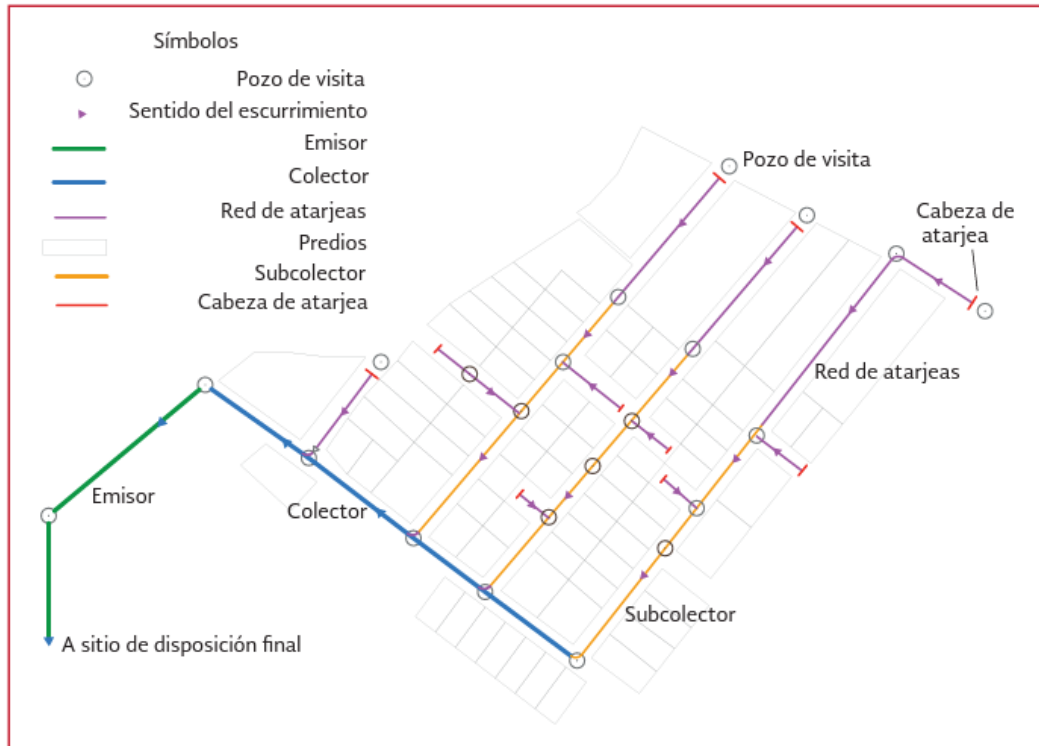 Símbolos
Pozo de visita
Sentido del escurrimiento
Emisor
Colector
Red de atarjeas
Predios
Subcolector
Cabeza de atarjea
Pozo de visita
Cabeza de
atarjea
Red de atarjeas
Emisor
Colector
Subcolector
A sitio de disposición final